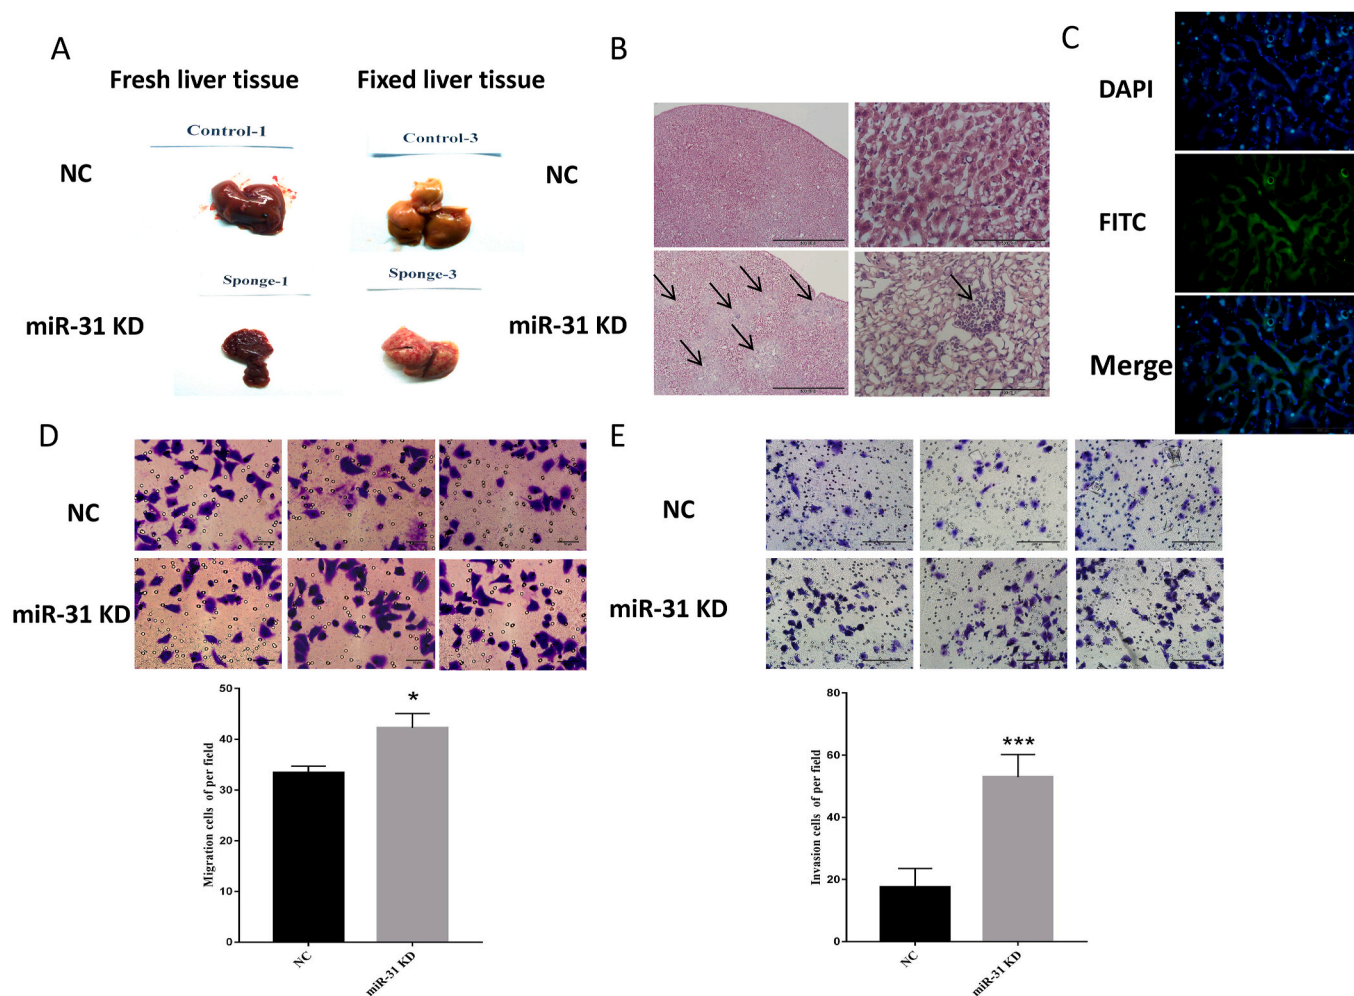 A
Fresh liver tissue
Fixed liver tissue
Control-1
Control-3
NC
NC
Sponge-1
Sponge-3
miR-31 KD
miR-31 KD
B
C
DAPI
FITC
Merge
D
NC
miR-31 KD
50
40
30
20
10
0
Migration cells of per field
*
NC
miR-31 KD
E
NC
miR-31 KD
80
60
40
20
0
Invasion cells of per field
***
NC
miR-31 KD